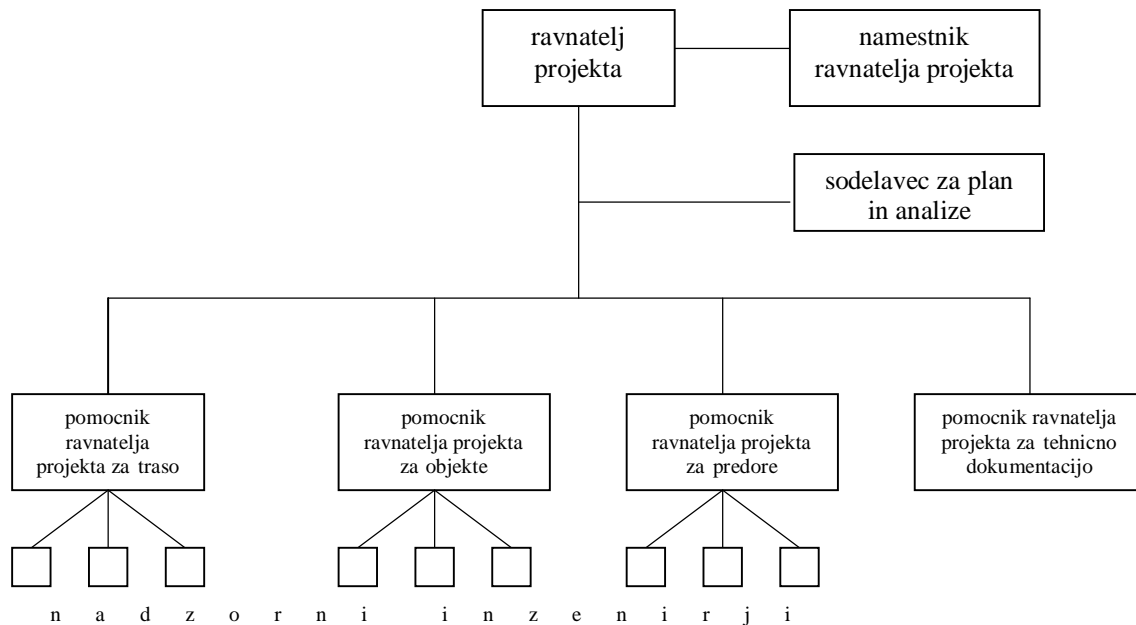 ravnatelj
projekta
namestnik
ravnatelja projekta
sodelavec za plan
in analize
pomocnik
ravnatelja
projekta za traso
pomocnik
ravnatelja projekta
za objekte
pomocnik
ravnatelja projekta
za predore
pomocnik ravnatelja
projekta za tehnicno
dokumentacijo
n a d z o r n i i n z e n i r j i